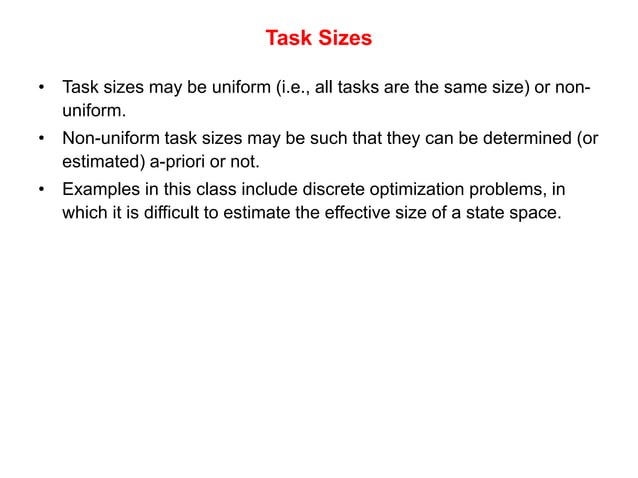 Task Sizes
• Task sizes may be uniform (i.e., all tasks are the same size) or non-
uniform.
• Non-uniform task sizes may be such that they can be determined (or
estimated) a-priori or not.
• Examples in this class include discrete optimization problems, in
which it is difficult to estimate the effective size of a state space.